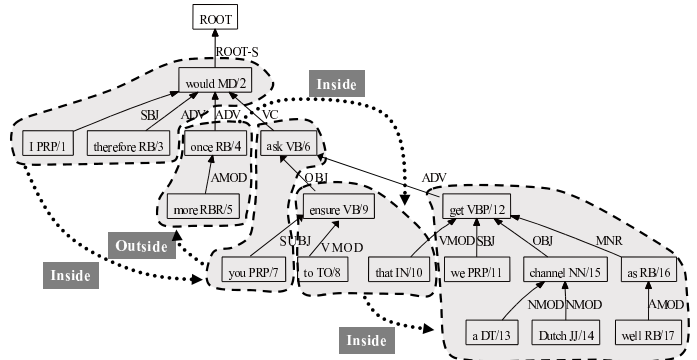 ROOT
ROOT-S
would MD/2
Inside
SBJ ADV ADV VC
I PRP/1 therefore RB/3 once RB/4 ask VB/6
AMOD OBJ ADV
more RBR/5 ensure VB/9 get VBP/12
Outside SUBJ VMOD VMOD SBJ OBJ MNR
Inside you PRP/7 to TO/8 that IN/10 we PRP/11 channel NN/15 as RB/16
NMOD NMOD AMOD
Inside a DT/13 Dutch JJ/14 well RB/17